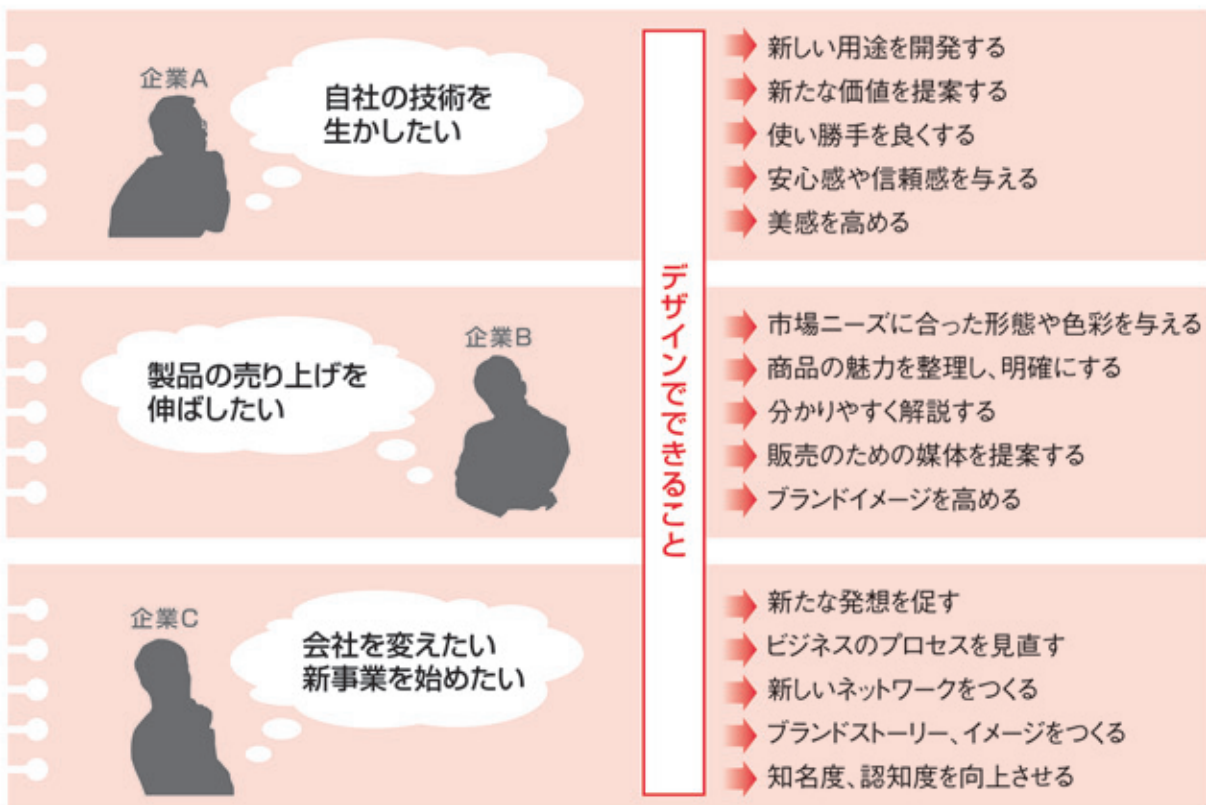 企業A
自社の技術を
生かしたい
デザインでできること
新しい用途を開発する
新たな価値を提案する
使い勝手を良くする
安心感や信頼感を与える
美感を高める
製品の売り上げを
伸ばしたい
企業B
市場ニーズに合った形態や色彩を与える
商品の魅力を整理し、明確にする
分かりやすく解説する
販売のための媒体を提案する
ブランドイメージを高める
企業C
会社を変えたい
新事業を始めたい
新たな発想を促す
ビジネスのプロセスを見直す
新しいネットワークをつくる
ブランドストーリー、イメージをつくる
知名度、認知度を向上させる